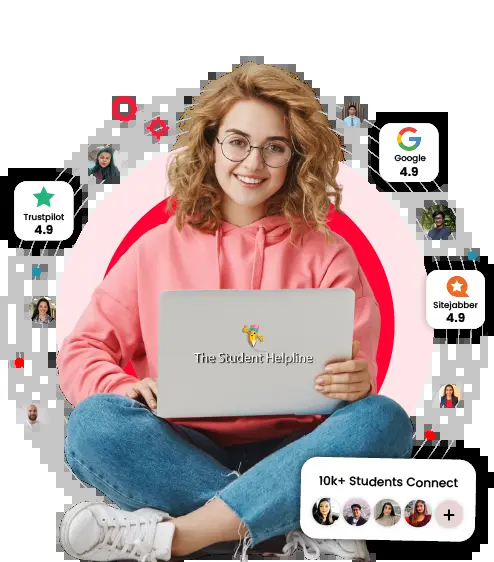 Google
4.9
Trustpilot
4.9
Sitejabber
4.9
The Student Helpline
10k+ Students Connect
+